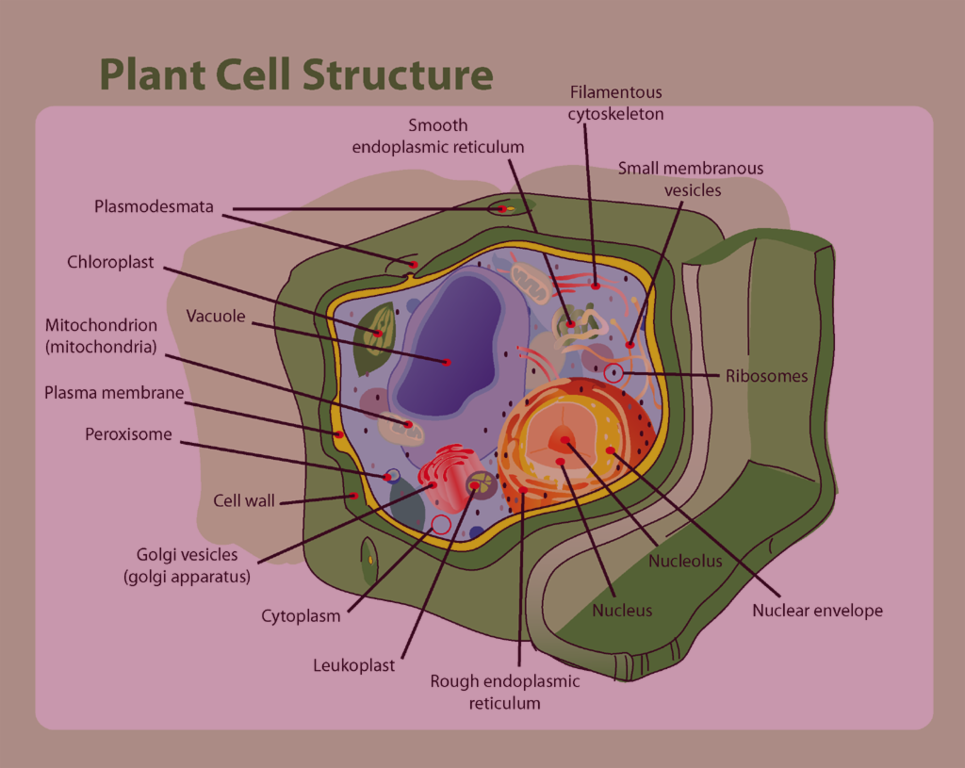 Plant Cell Structure
Filamentous
cytoskeleton
Smooth
endoplasmic reticulum
Small membranous
vesicles
Plasmodesmata
Chloroplast
Vacuole
Mitochondrion
(mitochondria)
Plasma membrane
Ribosomes
Peroxisome
Cell wall
Golgi vesicles
(golgi apparatus)
Nucleolus
Cytoplasm
Nucleus
Nuclear envelope
Leukoplast
Rough endoplasmic
reticulum